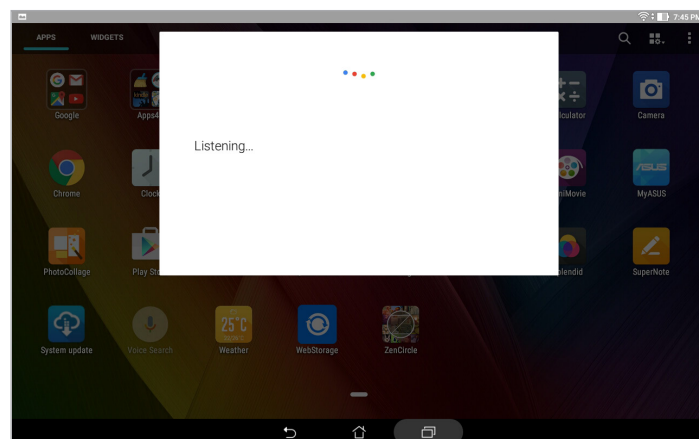 7:45 PM
APPS WIDGETS
Listening...
Google
Camera
Chrome
Clock
MyASUS
PhotoCollage
SuperNote
System update
Voice Search
25°C
Weather
WebStorage
ZenCircle